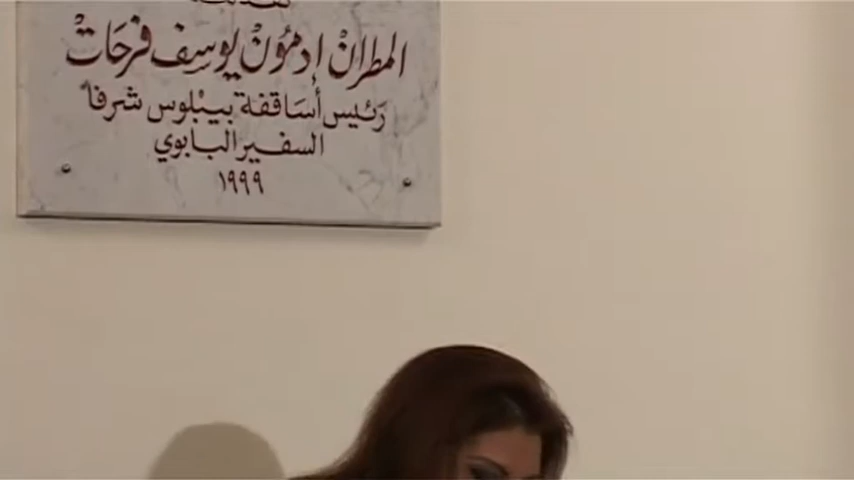 المطران إدمون يوسف فرحات
رئيس أساقفة بيبلوس شرفا
السفير البابوي
١٩٩٩